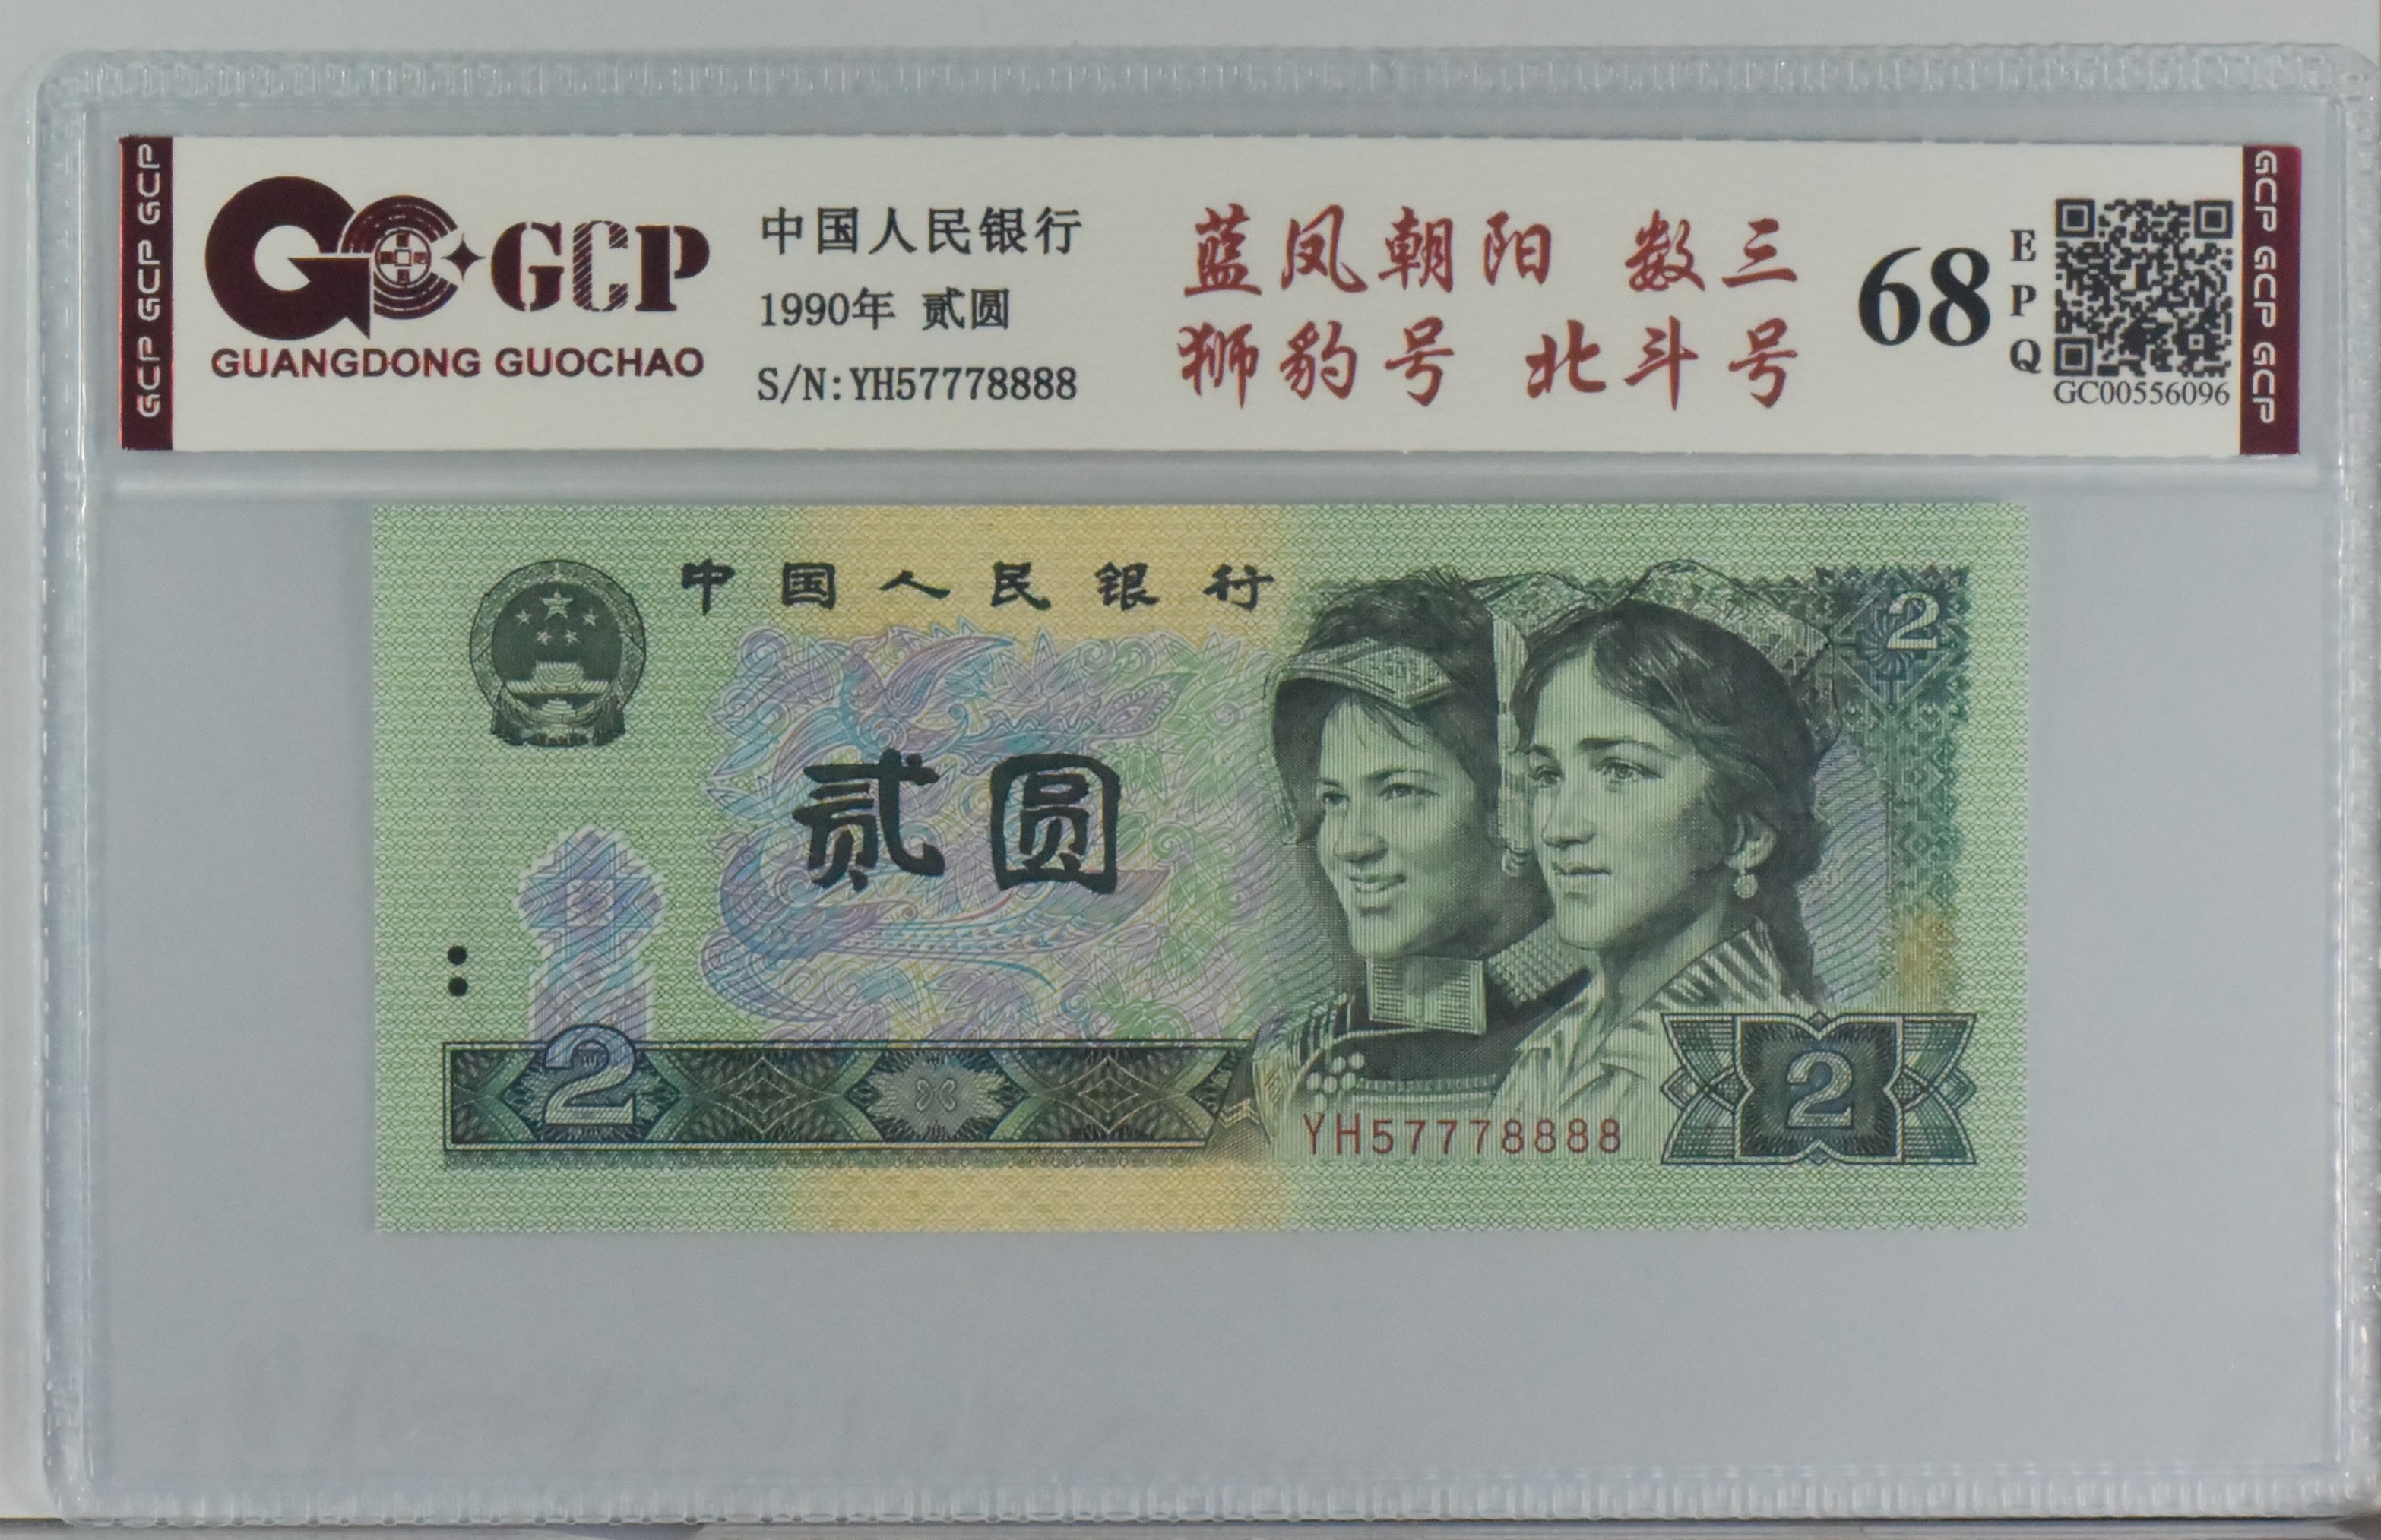 GCP GCP GCP
GCP
GUANGDONG GUOCHAO
中国人民银行
1990年 贰圆
S/N:YH57778888
蓝凤朝阳 数三
狮豹号 北斗号
68
E
P
Q
GC00556096
GCP GCP GCP
中国人民银行
2
贰圆
2
2
YH57778888